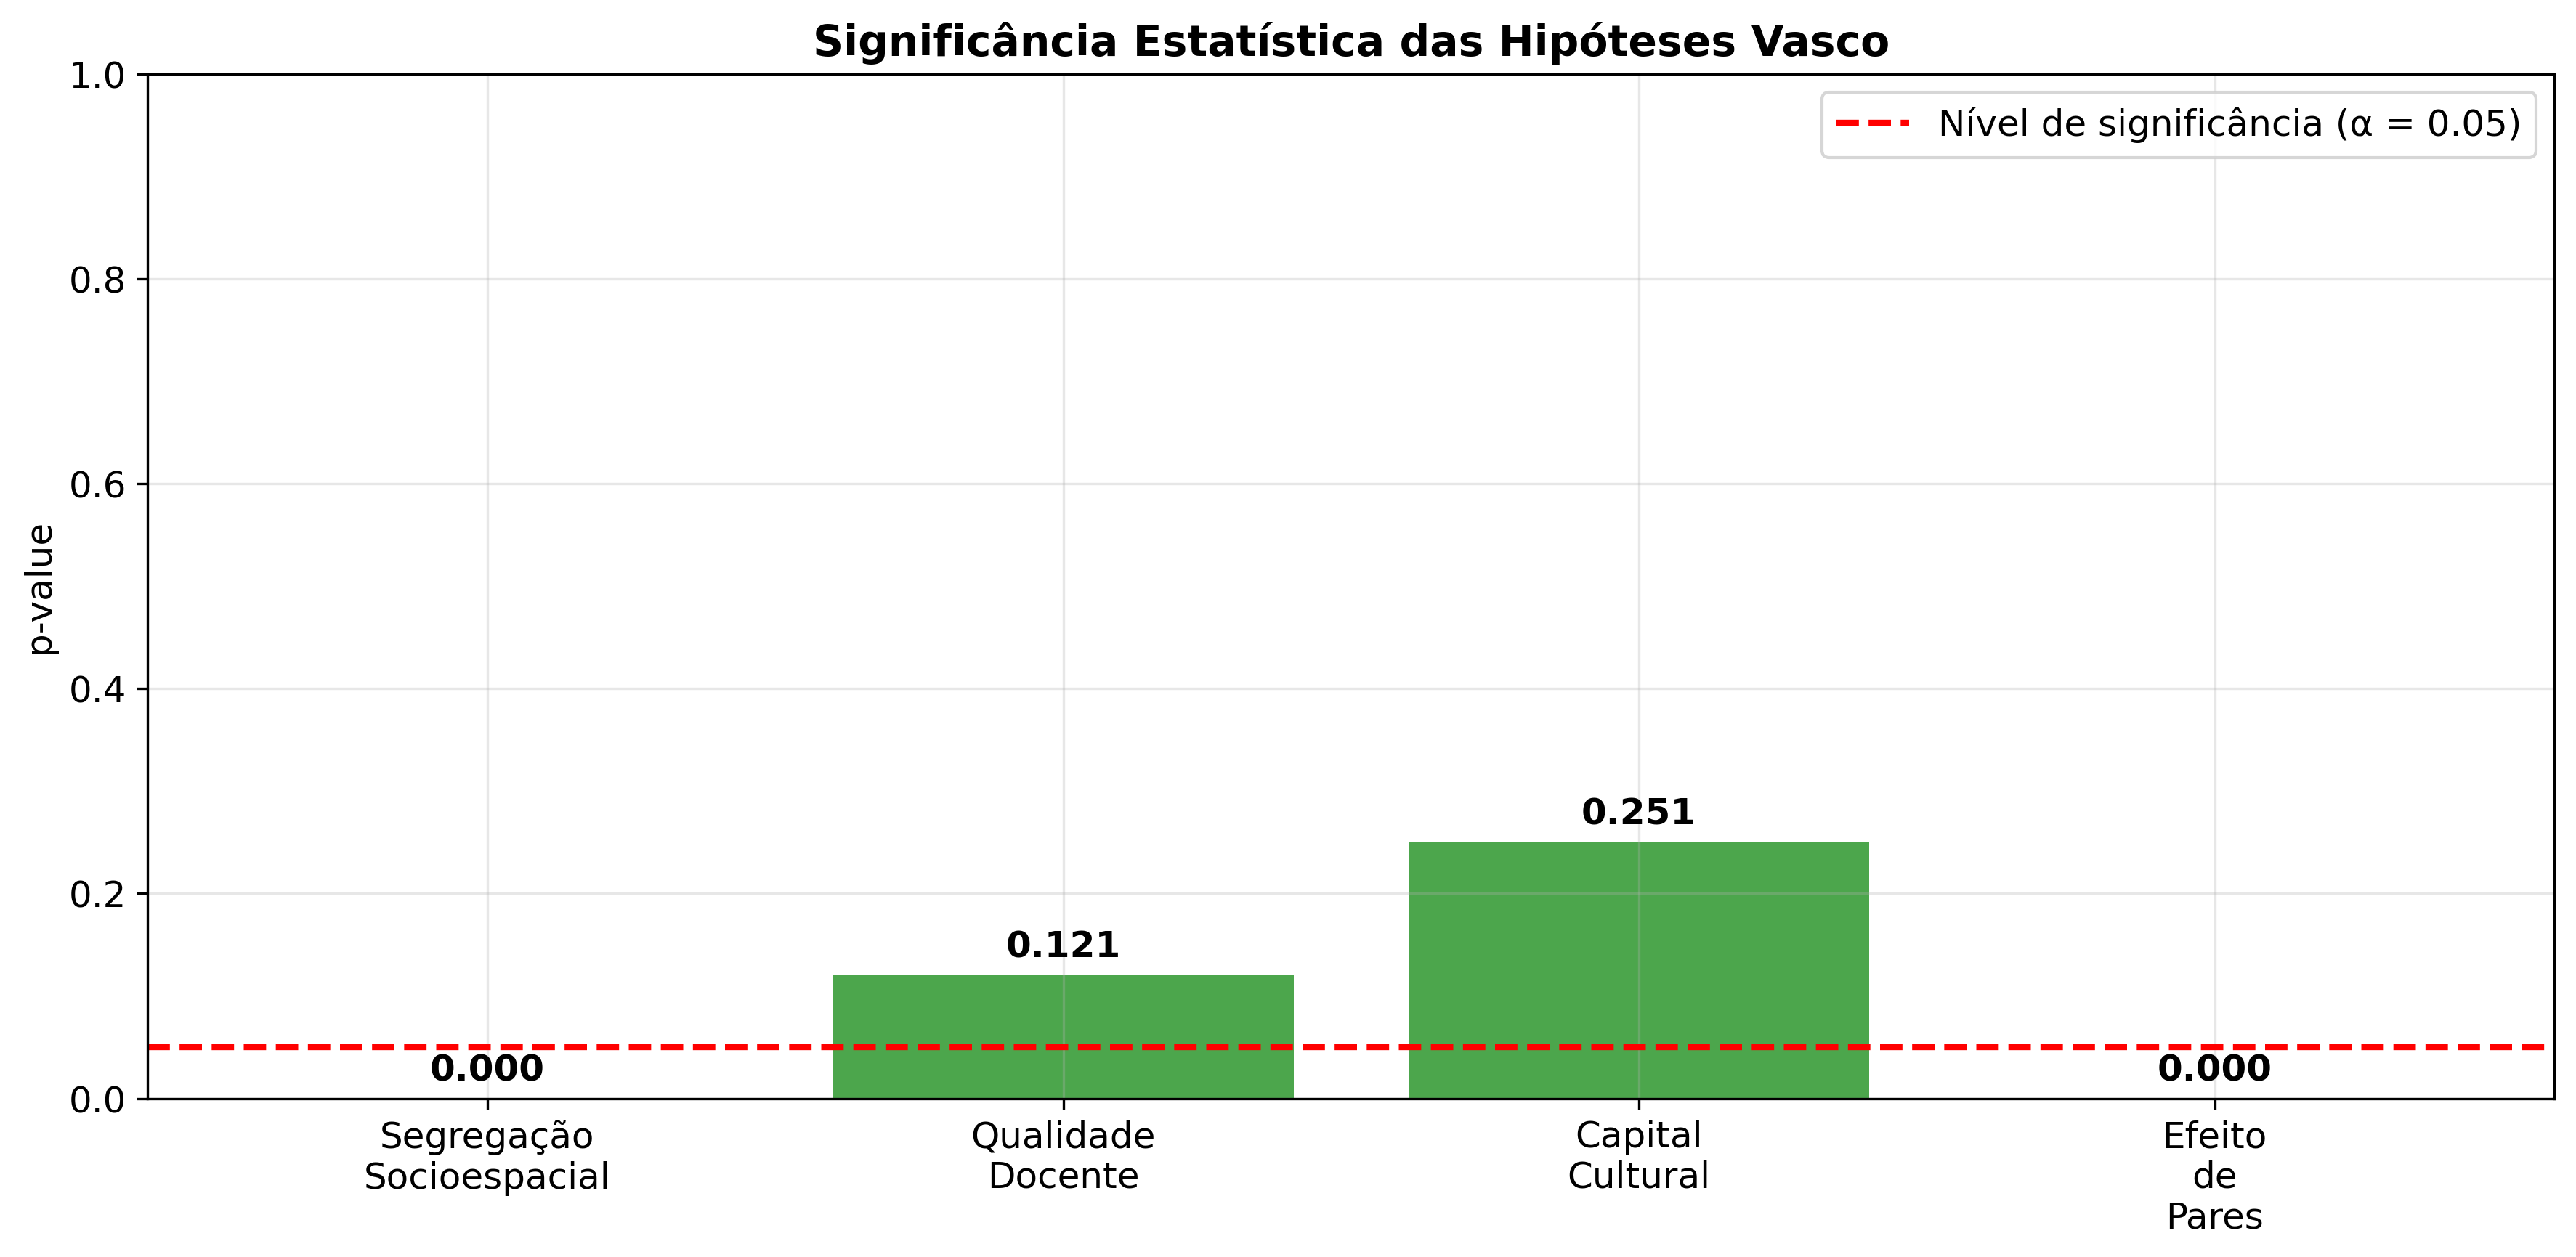 Significância Estatística das Hipóteses Vasco
Nível de significância (α = 0.05)
p-value
1.0
0.8
0.6
0.4
0.2
0.0
0.000
0.121
0.251
0.000
Segregação
Socioespacial
Qualidade
Docente
Capital
Cultural
Efeito
de
Pares